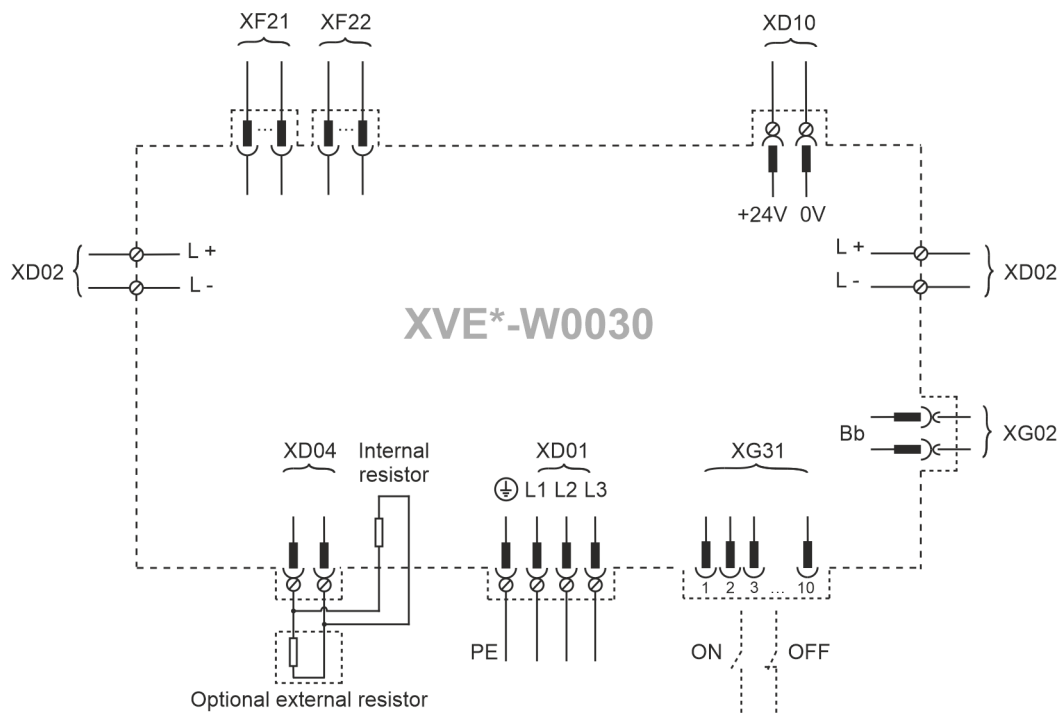 XF21 XF22 XD10
+24V 0V
XD02 L + L + XD02
L - L -
XVE*-W0030
Bb XG02
XD04 Internal resistor XD01 XG31
L1 L2 L3
1 2 3 ... 10
PE ON OFF
Optional external resistor